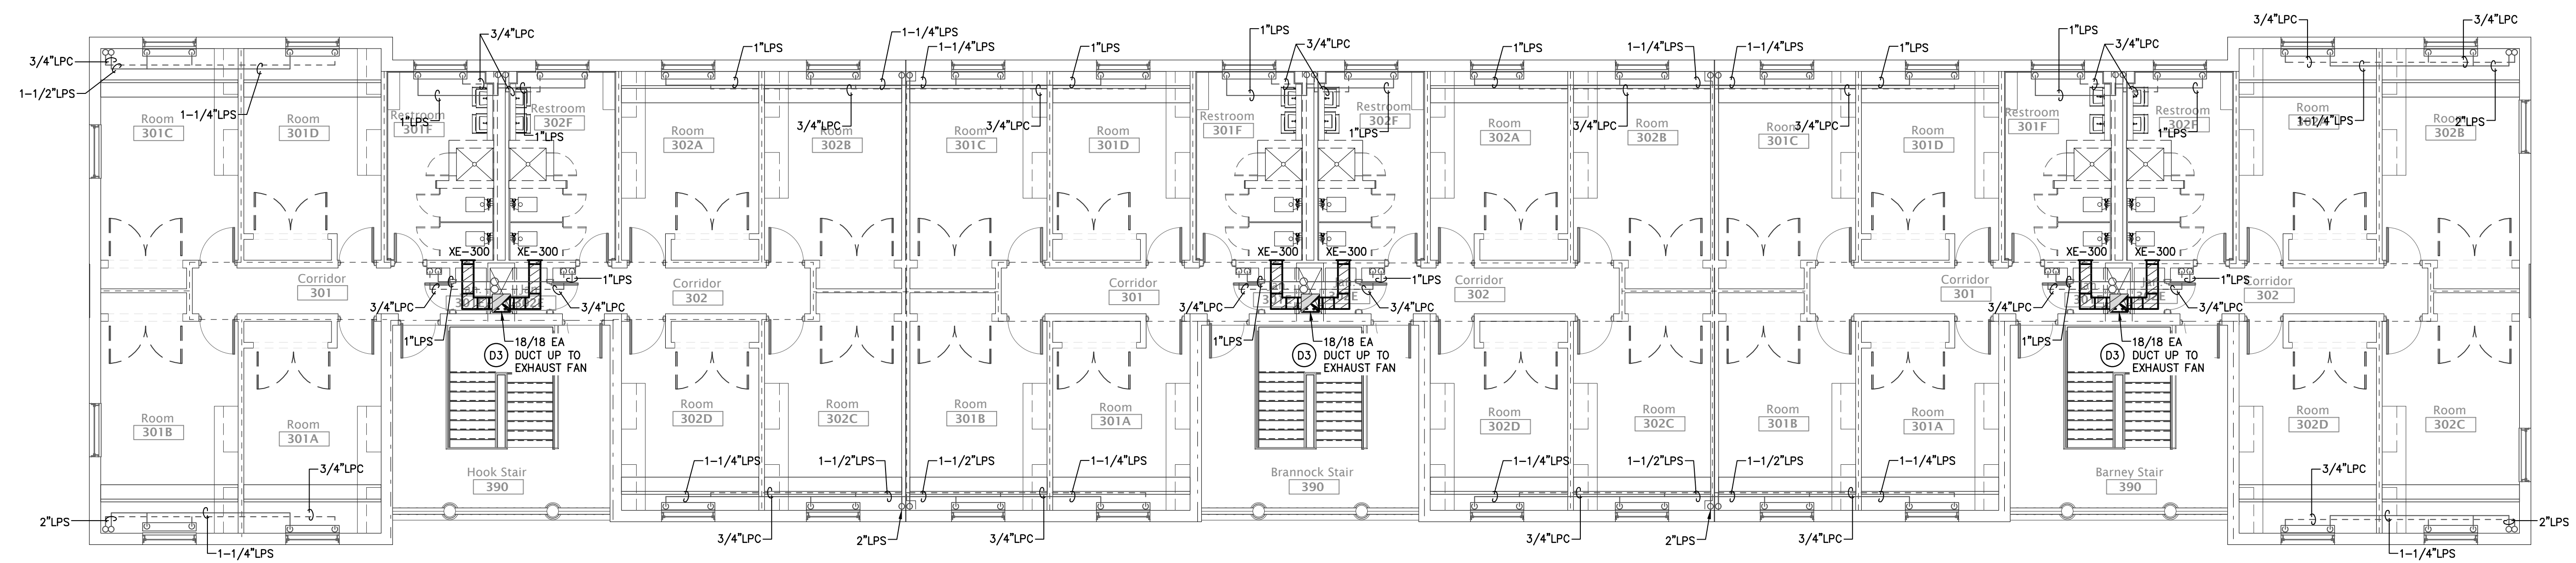 3/4"LPC
3/4"LPC
1"LPS
3/4"LPC
1-1/4"LPS
1-1/4"LPS
1"LPS
1"LPS
3/4"LPC
1"LPS
1-1/4"LPS
1-1/4"LPS
1"LPS
1"LPS
3/4"LPC
3/4"LPC
3/4"LPC
1-1/2"LPS
1-1/4"LPS
Room
301C
Room
301D
Restroom
301F
1"LPS
Restroom
302F
1"LPS
Room
302A
3/4"LPC
Room
302B
Room
301C
3/4"LPC
Room
301D
Restroom
301F
Restroom
302F
1"LPS
Room
302A
3/4"LPC
Room
302B
Room
301C
3/4"LPC
Room
301D
Restroom
301F
Restroom
302F
1"LPS
Room
1-1/4"LPS
2"LPS
Room
302B
XE-300
XE-300
XE-300
XE-300
XE-300
XE-300
Corridor
301
1"LPS
Corridor
302
Corridor
301
1"LPS
Corridor
302
Corridor
301
1"LPS
Corridor
302
3/4"LPC
3/4"LPC
3/4"LPC
3/4"LPC
3/4"LPC
3/4"LPC
302E
1"LPS
D3
18/18 EA
DUCT UP TO
EXHAUST FAN
1"LPS
D3
18/18 EA
DUCT UP TO
EXHAUST FAN
1"LPS
D3
18/18 EA
DUCT UP TO
EXHAUST FAN
Room
301B
Room
301A
Room
302D
Room
302C
Room
301B
Room
301A
Room
302D
Room
302C
Room
301B
Room
301A
Room
302D
Room
302C
3/4"LPC
Hook Stair
390
1-1/4"LPS
1-1/2"LPS
1-1/2"LPS
1-1/4"LPS
Brannock Stair
390
1-1/4"LPS
1-1/2"LPS
1-1/2"LPS
1-1/4"LPS
Barney Stair
390
3/4"LPC
2"LPS
1-1/4"LPS
3/4"LPC
2"LPS
3/4"LPC
3/4"LPC
2"LPS
3/4"LPC
1-1/4"LPS
2"LPS